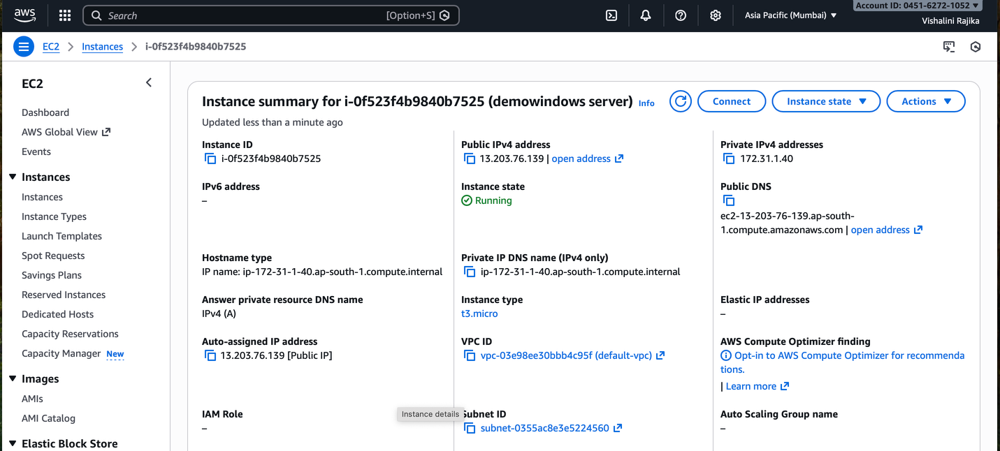 aws
Search [Option+S]
Asia Pacific (Mumbai)
Account ID: 0451-6272-1052
Vishalini Rajika
EC2
Instances
i-0f523f4b9840b7525
EC2
Dashboard
AWS Global View
Events
Instances
Instances
Instance Types
Launch Templates
Spot Requests
Savings Plans
Reserved Instances
Dedicated Hosts
Capacity Reservations
Capacity Manager New
Images
AMIs
AMI Catalog
Elastic Block Store
Instance summary for i-0f523f4b9840b7525 (demowindows server) Info
Connect
Instance state
Actions
Updated less than a minute ago
Instance ID
i-0f523f4b9840b7525
Public IPv4 address
13.203.76.139 | open address
Private IPv4 addresses
172.31.1.40
IPv6 address
–
Instance state
Running
Public DNS
ec2-13-203-76-139.ap-south-
1.compute.amazonaws.com | open address
Hostname type
IP name: ip-172-31-1-40.ap-south-1.compute.internal
Private IP DNS name (IPv4 only)
ip-172-31-1-40.ap-south-1.compute.internal
Answer private resource DNS name
IPv4 (A)
Instance type
t3.micro
Elastic IP addresses
–
Auto-assigned IP address
13.203.76.139 [Public IP]
VPC ID
vpc-03e98ee30bbb4c95f (default-vpc)
AWS Compute Optimizer finding
Opt-in to AWS Compute Optimizer for recommenda
tions.
| Learn more
IAM Role
–
Instance details
Subnet ID
subnet-0355ac8e3e5224560
Auto Scaling Group name
–